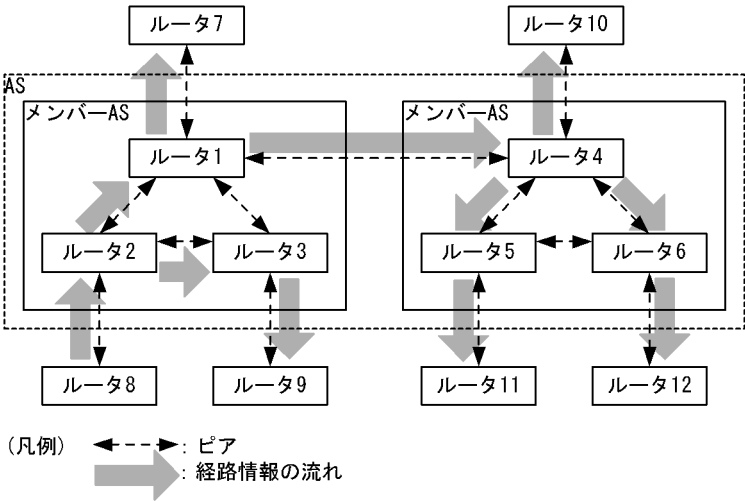 ルータ7
ルータ10
AS
メンバーAS
メンバーAS
ルータ1
ルータ4
ルータ2
ルータ3
ルータ5
ルータ6
ルータ8
ルータ9
ルータ11
ルータ12
(凡例)
: ピア
: 経路情報の流れ